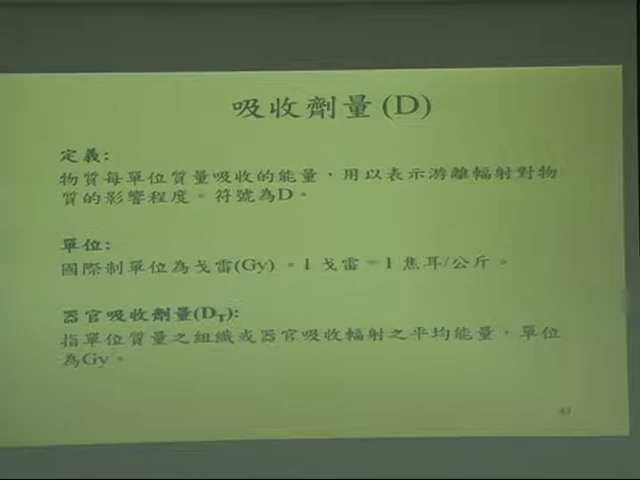 吸收劑量(D)
定義:
物質每單位質量吸收的能量，用以表示游離輻射對物
質的影響程度。符號為D。
單位:
國際制單位為戈雷(Gy)。1 戈雷 = 1 焦耳/公斤。
器官吸收劑量(D_T):
指單位質量之組織或器官吸收輻射之平均能量，單位
為Gy。